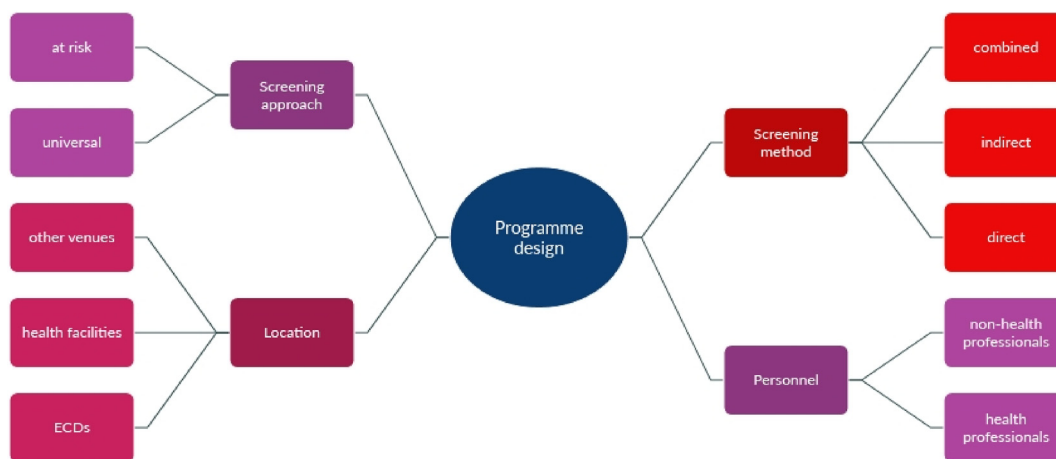 at risk
universal
other venues
health facilities
ECDs
Screening
approach
Location
Programme
design
Screening
method
Personnel
combined
indirect
direct
non-health
professionals
health
professionals